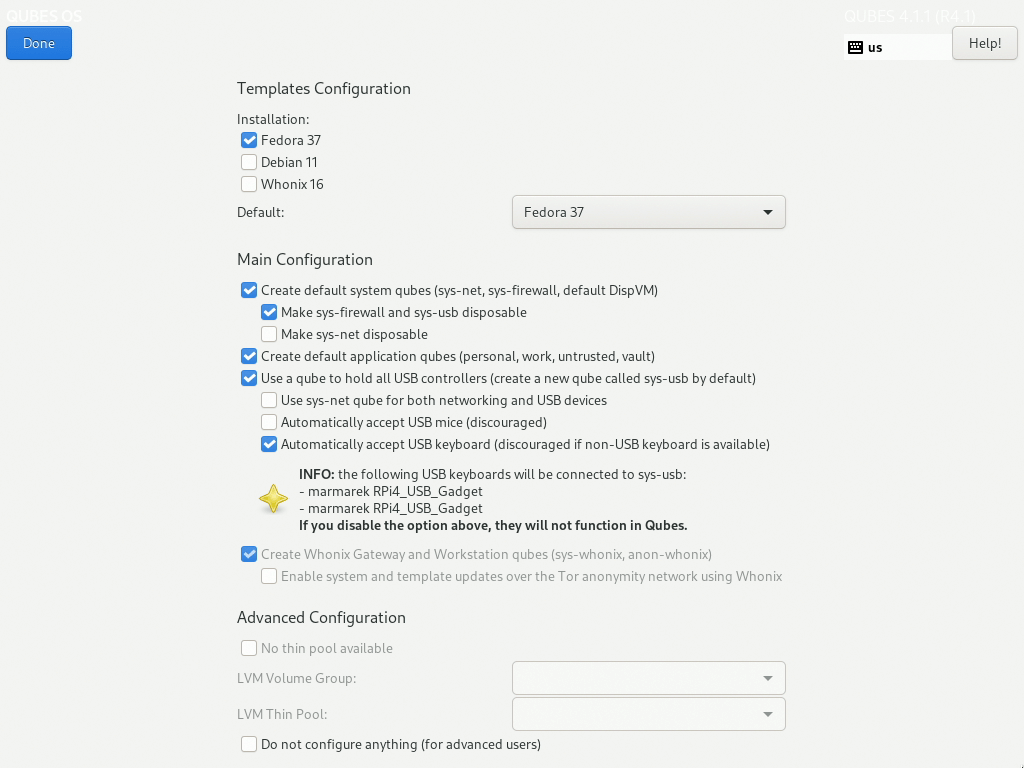 QUBES OS
QUBES 4.1.1 (R4.1)
Done
us
Help!
Templates Configuration
Installation:
Fedora 37
Debian 11
Whonix 16
Default:
Fedora 37
Main Configuration
Create default system qubes (sys-net, sys-firewall, default DispVM)
Make sys-firewall and sys-usb disposable
Make sys-net disposable
Create default application qubes (personal, work, untrusted, vault)
Use a qube to hold all USB controllers (create a new qube called sys-usb by default)
Use sys-net qube for both networking and USB devices
Automatically accept USB mice (discouraged)
Automatically accept USB keyboard (discouraged if non-USB keyboard is available)
INFO: the following USB keyboards will be connected to sys-usb:
- marmarek RPi4_USB_Gadget
- marmarek RPi4_USB_Gadget
If you disable the option above, they will not function in Qubes.
Create Whonix Gateway and Workstation qubes (sys-whonix, anon-whonix)
Enable system and template updates over the Tor anonymity network using Whonix
Advanced Configuration
No thin pool available
LVM Volume Group:
LVM Thin Pool:
Do not configure anything (for advanced users)